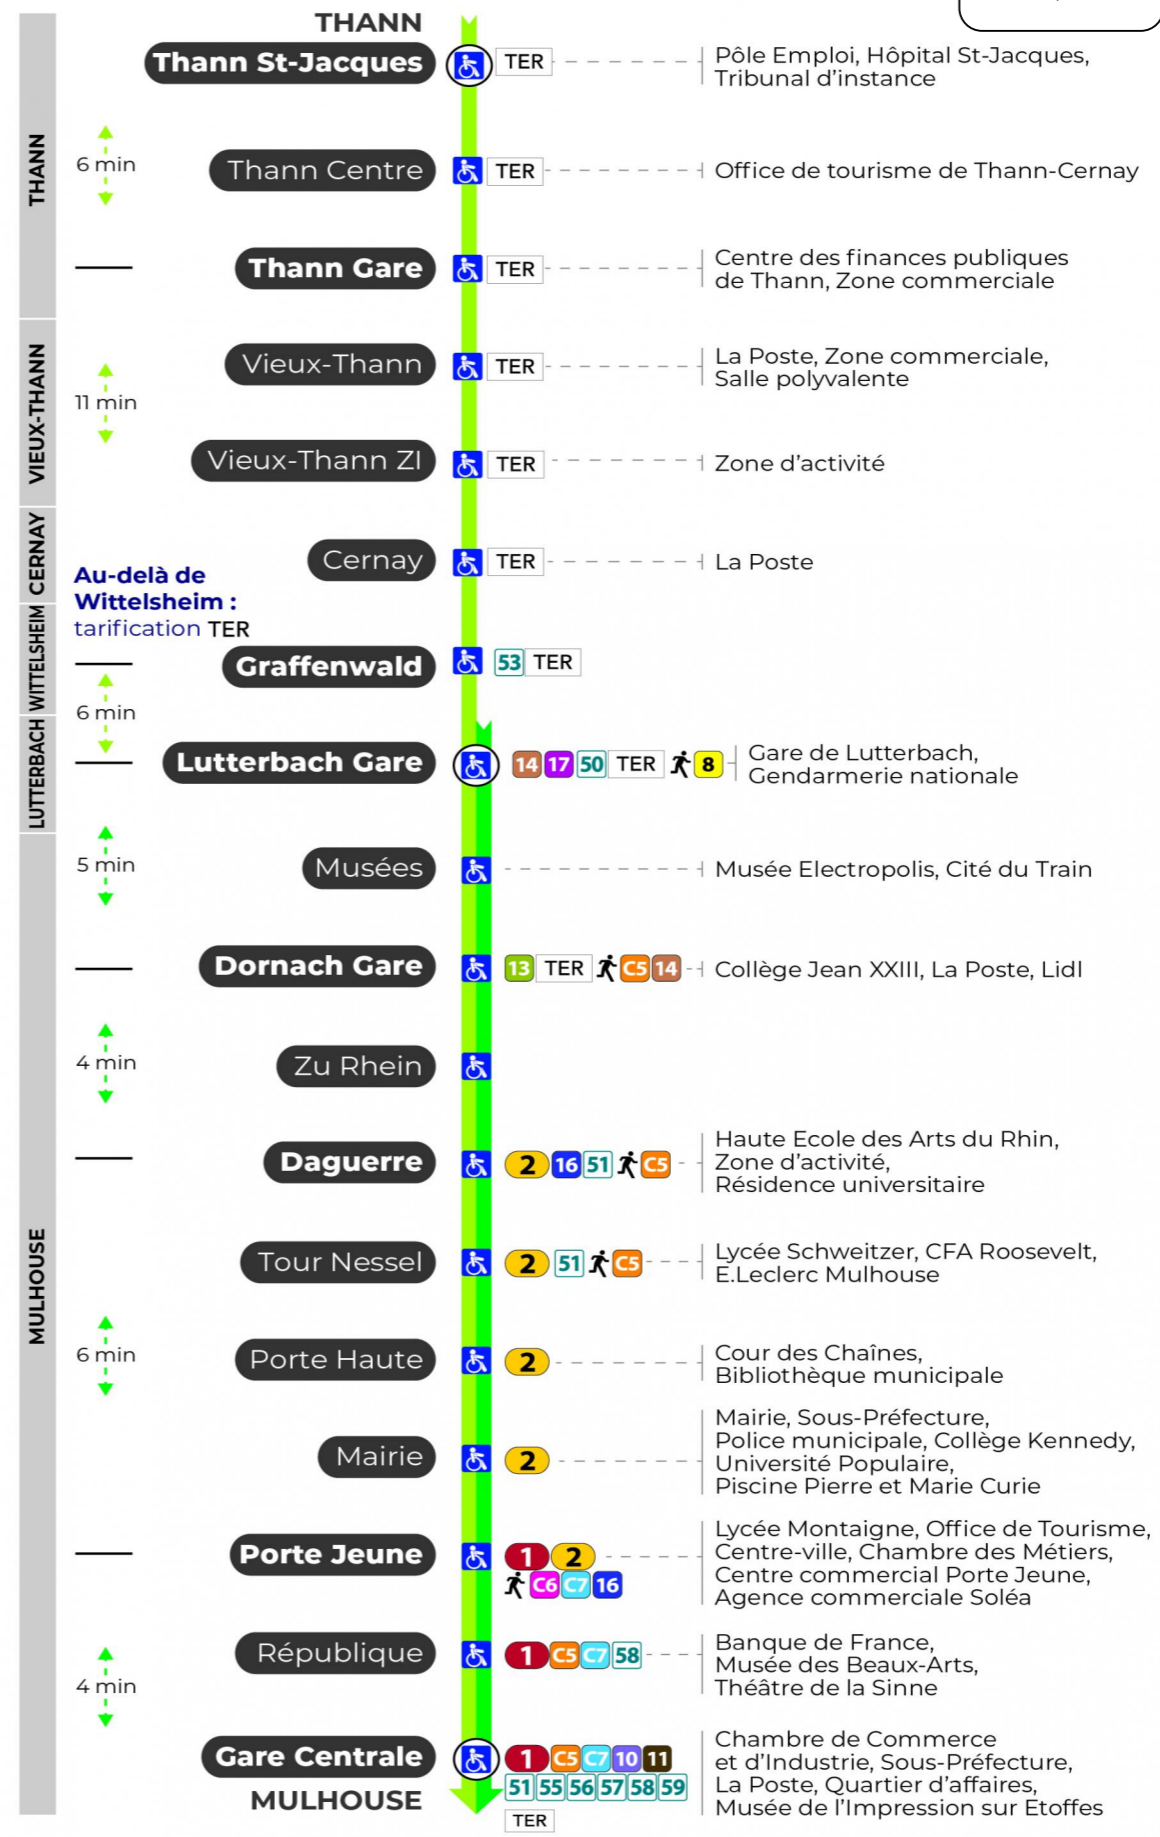 THANN
Thann St-Jacques TER Pôle Emploi, Hôpital St-Jacques,
Tribunal d'instance
THANN
6 min
Thann Centre TER Office de tourisme de Thann-Cernay
Thann Gare TER Centre des finances publiques
de Thann, Zone commerciale
VIEUX-THANN
Vieux-Thann TER La Poste, Zone commerciale,
Salle polyvalente
11 min
Vieux-Thann ZI TER Zone d'activité
CERNAY
Cernay TER La Poste
Au-delà de
Wittelsheim :
tarification TER
WITTELSHEIM
Graffenwald 53 TER
6 min
LUTTERBACH
Lutterbach Gare 14 17 50 TER 8 Gare de Lutterbach,
Gendarmerie nationale
MULHOUSE
5 min
Musées Musée Electropolis, Cité du Train
Dornach Gare 13 TER C5 14 Collège Jean XXIII, La Poste, Lidl
4 min
Zu Rhein
Daguerre 2 16 51 C5 Haute Ecole des Arts du Rhin,
Zone d'activité,
Résidence universitaire
Tour Nessel 2 51 C5 Lycée Schweitzer, CFA Roosevelt,
E.Leclerc Mulhouse
6 min
Porte Haute 2 Cour des Chaînes,
Bibliothèque municipale
Mairie 2 Mairie, Sous-Préfecture,
Police municipale, Collège Kennedy,
Université Populaire,
Piscine Pierre et Marie Curie
Porte Jeune 1 2 Lycée Montaigne, Office de Tourisme,
Centre-ville, Chambre des Métiers,
C6 C7 16 Centre commercial Porte Jeune,
Agence commerciale Soléa
République 1 C5 C7 58 Banque de France,
Musée des Beaux-Arts,
Théâtre de la Sinne
4 min
Gare Centrale 1 C5 C7 10 11 Chambre de Commerce
et d'Industrie, Sous-Préfecture,
MULHOUSE 51 55 56 57 58 59 La Poste, Quartier d'affaires,
Musée de l'Impression sur Etoffes
TER